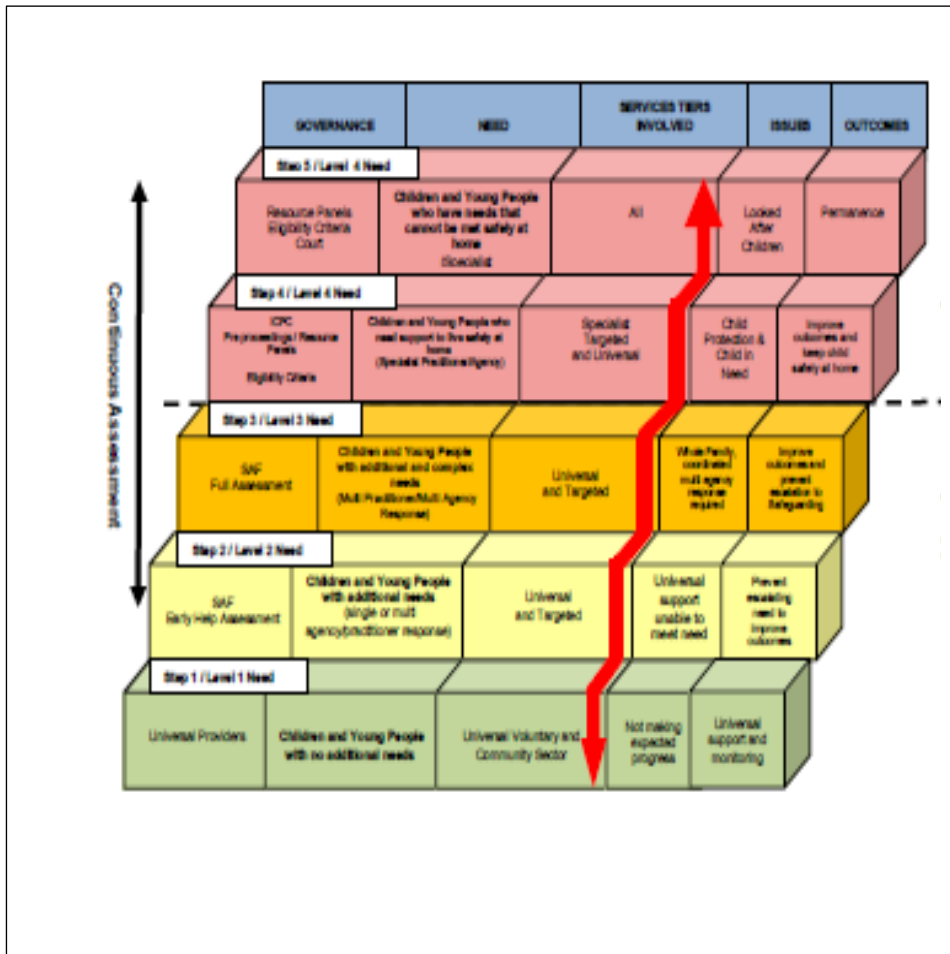 GOVERNANCE
NEED
SERVICES TIERS
INVOLVED
ISSUES
OUTCOMES
Continuous Assessment
Step 5 / Level 4 Need
Resource Panels
Eligibility Criteria
Court
Children and Young People
who have needs that
cannot be met safely at
home
(Specialist
All
Looked
After
Children
Permanence
Step 4 / Level 4 Need
ICPC
Pre-proceedings/ Resource
Panels
Eligibility Criteria
Children and Young People who
need support to live safely at
home
(Specialist Practitioner/Agency)
Specialist
Targeted
and Universal
Child
Protection &
Child in
Need
Improve
outcomes and
keep child
safely at home
Step 3 / Level 3 Need
SAF
Full Assessment
Children and Young People
with additional and complex
needs
(Multi Practitioner/Multi Agency
Response)
Universal
and Targeted
Whole Family,
coordinated
multi agency
response
required
Improve
outcomes and
prevent
escalation to
Safeguarding
Step 2 / Level 2 Need
SAF
Early Help Assessment
Children and Young People
with additional needs
(single or multi
agency/practitioner response)
Universal
and Targeted
Universal
support
unable to
meet need
Prevent
escalating
need to
improve
outcomes
Step 1 / Level 1 Need
Universal Providers
Children and Young People
with no additional needs
Universal Voluntary and
Community Sector
Not making
expected
progress
Universal
support and
monitoring